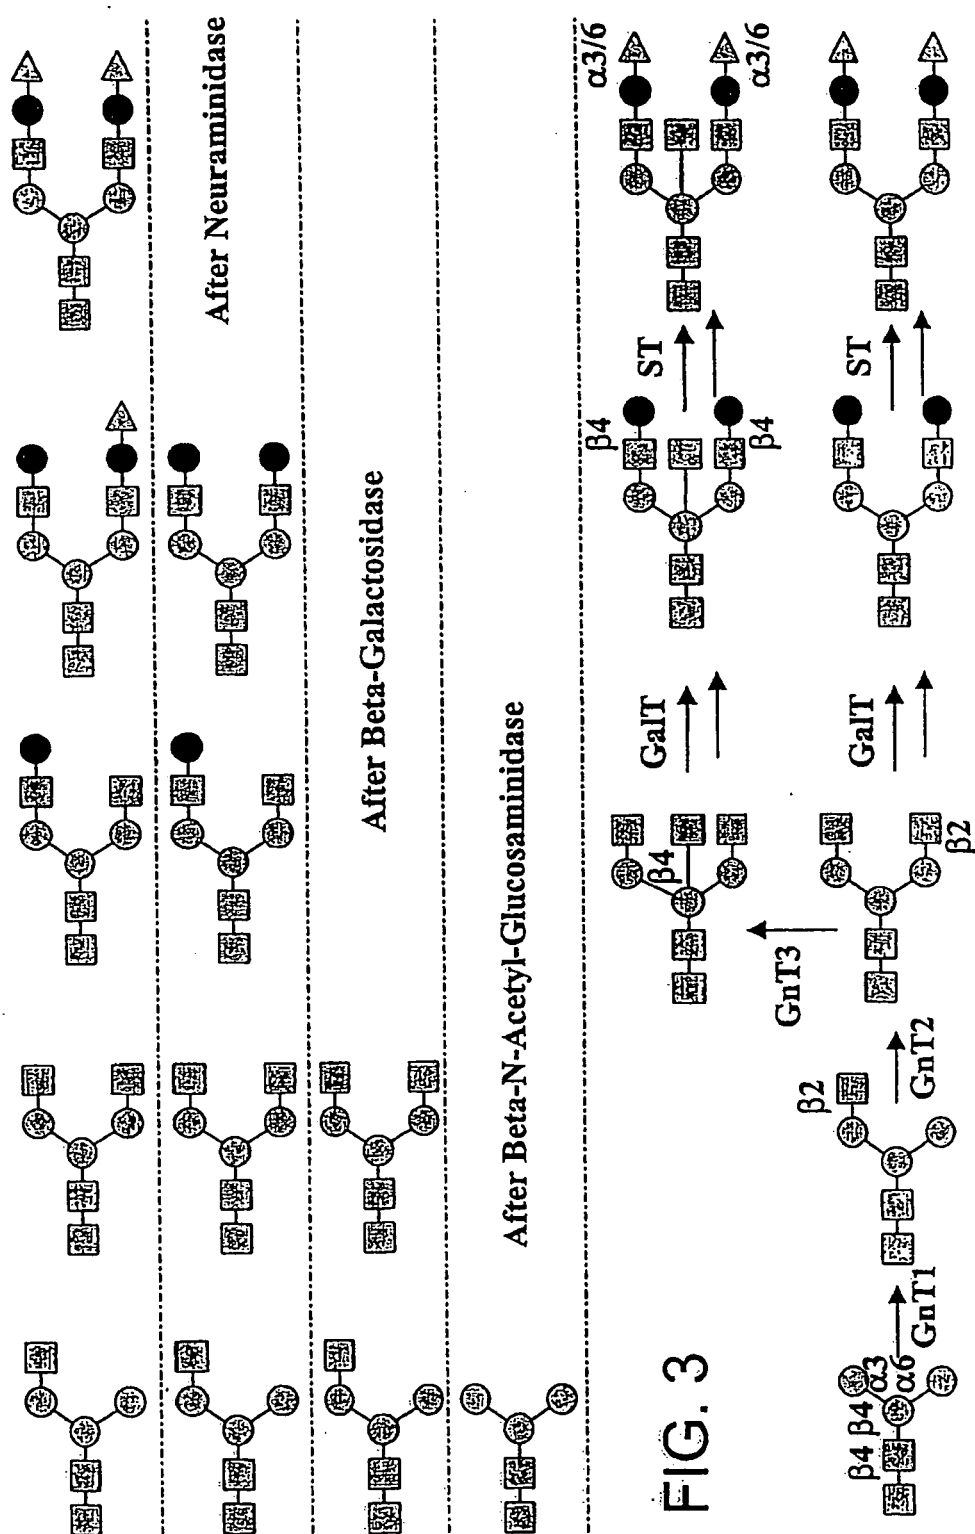 After Neuraminidase
After Beta-Galactosidase
After Beta-N-Acetyl-Glucosaminidase
FIG. 3
β4 β4
α3
α6
GnT1
β2
GnT2
GnT3
β4
β2
GalT
GalT
β4
β4
ST
ST
α3/6
α3/6